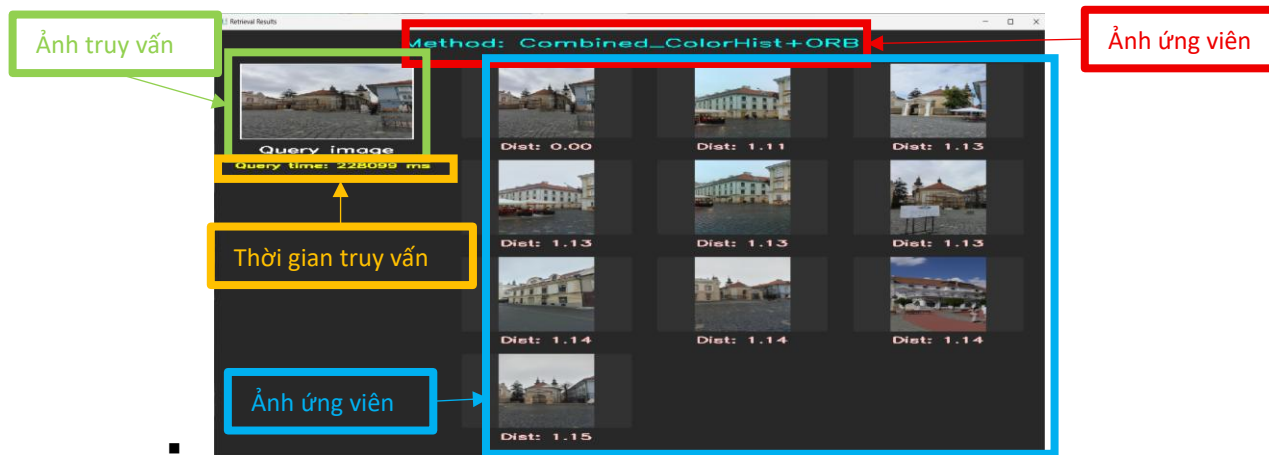 Retrieval Results
Ảnh truy vấn
Method: Combined_ColorHist+ORB
Ảnh ứng viên
Query image
Query time: 228099 ms
Thời gian truy vấn
Dist: 0.00
Dist: 1.11
Dist: 1.13
Dist: 1.13
Dist: 1.13
Dist: 1.13
Dist: 1.14
Dist: 1.14
Dist: 1.14
Ảnh ứng viên
Dist: 1.15